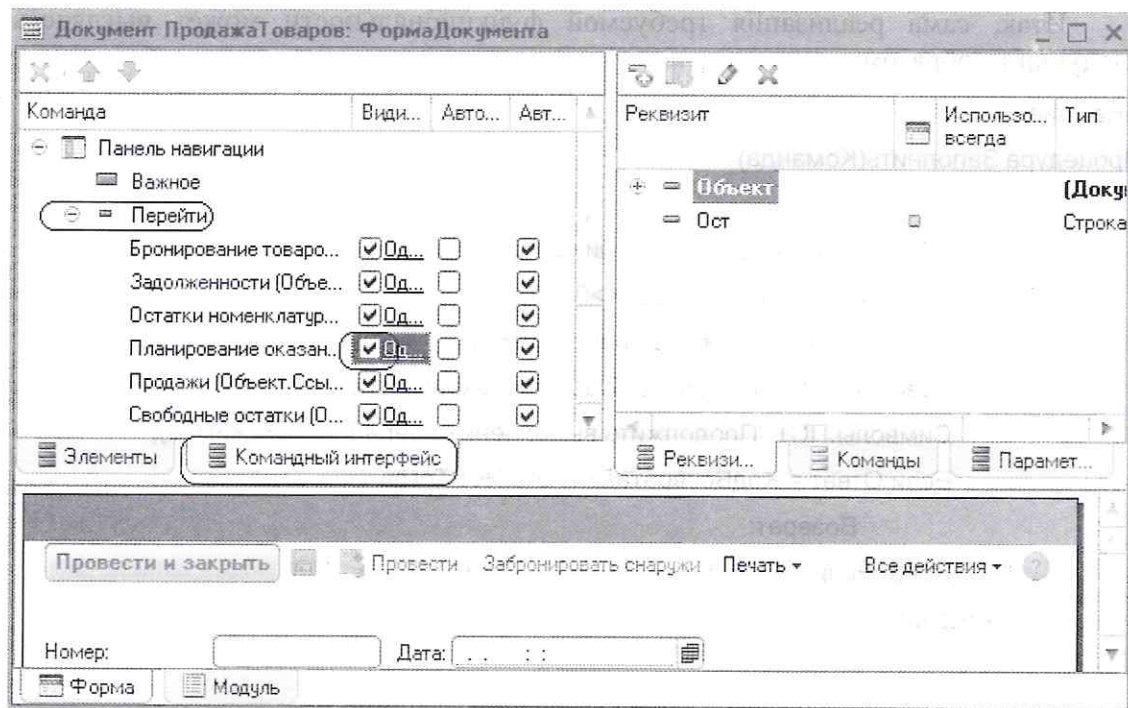 Документ ПродажаТоваров: ФормаДокумента
Команда Види... Авто... Авт...
Панель навигации
Важное
Перейти
Бронирование товаро... Од...
Задолженности (Объе... Од...
Остатки номенклатур... Од...
Планирование оказан... Од...
Продажи (Объект.Ссы... Од...
Свободные остатки (О... Од...
Элементы Командный интерфейс
Реквизит Использо... всегда Тип
Объект (Доку
Ост Строка
Реквизи... Команды Парамет...
Провести и закрыть Провести Забронировать снаружи Печать Все действия ?
Номер: Дата: . . : :
Форма Модуль